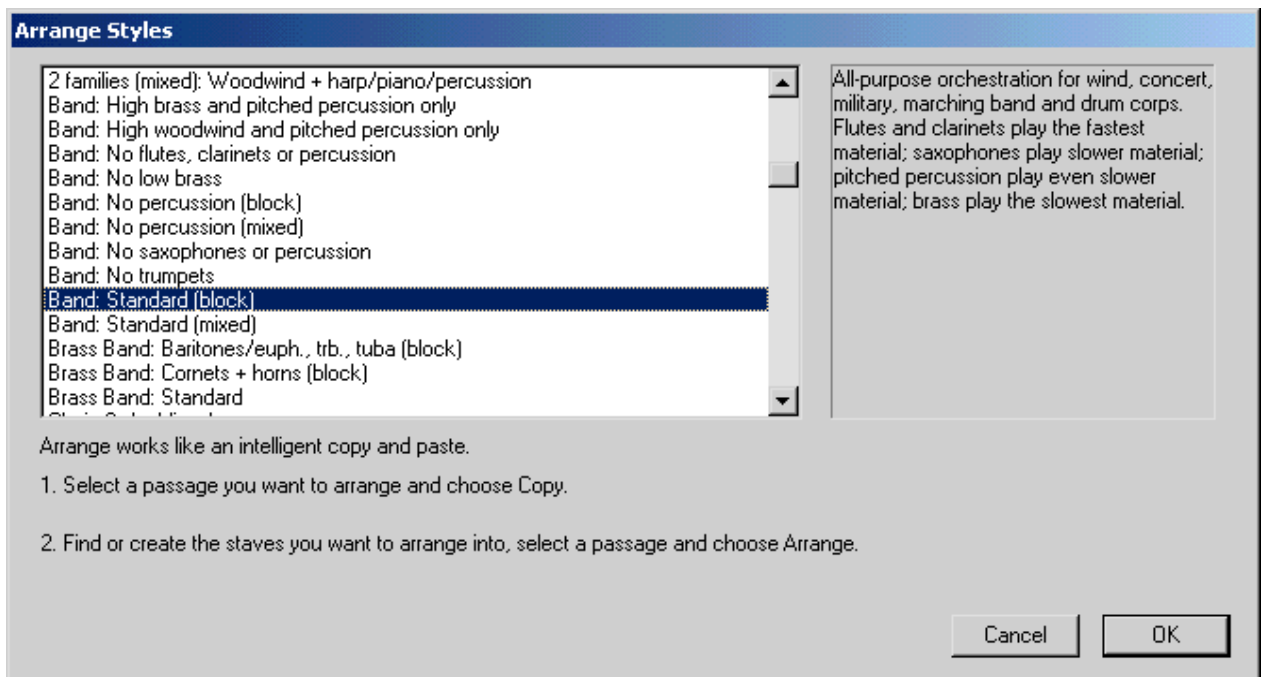 Arrange Styles
2 families (mixed): Woodwind + harp/piano/percussion
Band: High brass and pitched percussion only
Band: High woodwind and pitched percussion only
Band: No flutes, clarinets or percussion
Band: No low brass
Band: No percussion (block)
Band: No percussion (mixed)
Band: No saxophones or percussion
Band: No trumpets
Band: Standard (block)
Band: Standard (mixed)
Brass Band: Baritones/euph., trb., tuba (block)
Brass Band: Cornets + horns (block)
Brass Band: Standard
All-purpose orchestration for wind, concert,
military, marching band and drum corps.
Flutes and clarinets play the fastest
material; saxophones play slower material;
pitched percussion play even slower
material; brass play the slowest material.
Arrange works like an intelligent copy and paste.
1. Select a passage you want to arrange and choose Copy.
2. Find or create the staves you want to arrange into, select a passage and choose Arrange.
Cancel
OK